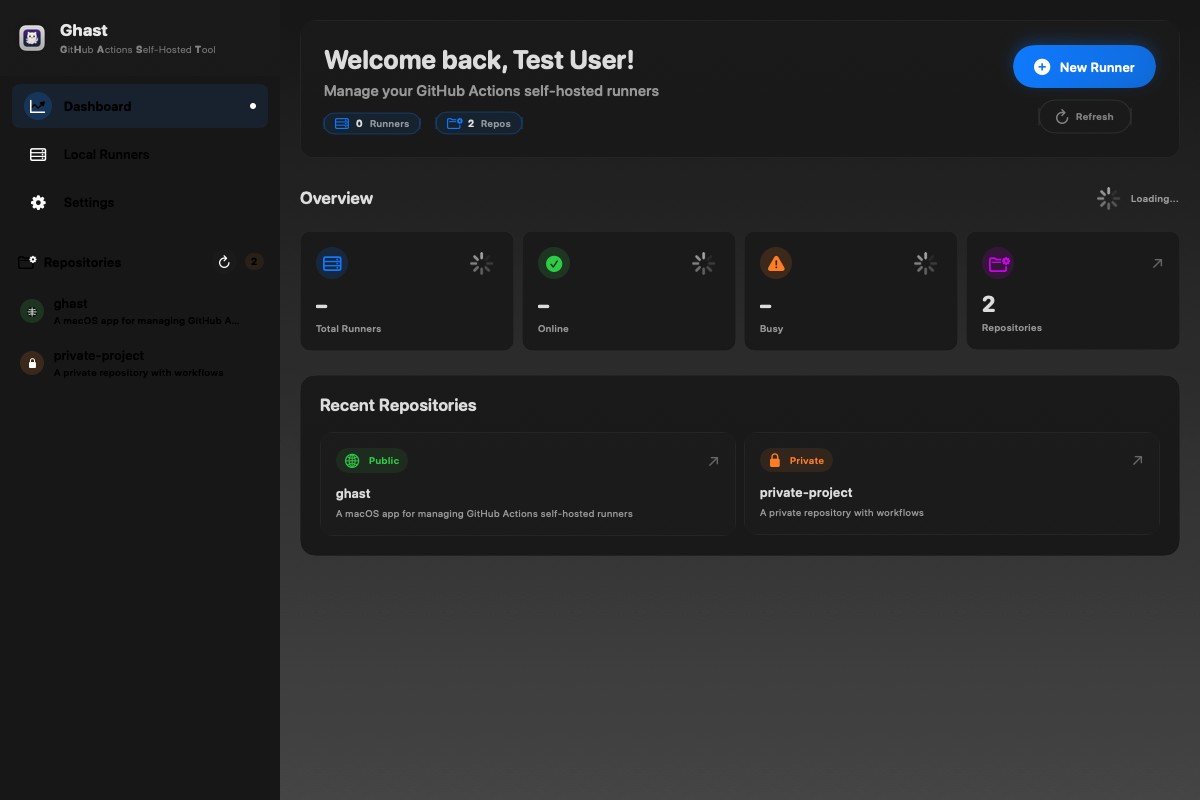 Ghast
GitHub Actions Self-Hosted Tool
Dashboard
Local Runners
Settings
Repositories
2
ghast
A macOS app for managing GitHub A...
private-project
A private repository with workflows
Welcome back, Test User!
Manage your GitHub Actions self-hosted runners
0 Runners
2 Repos
New Runner
Refresh
Overview
Loading...
–
Total Runners
–
Online
–
Busy
2
Repositories
Recent Repositories
Public
ghast
A macOS app for managing GitHub Actions self-hosted runners
Private
private-project
A private repository with workflows